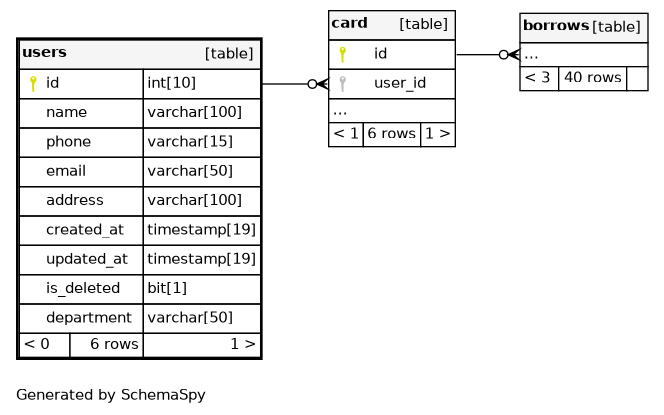 users [table]
id int[10]
name varchar[100]
phone varchar[15]
email varchar[50]
address varchar[100]
created_at timestamp[19]
updated_at timestamp[19]
is_deleted bit[1]
department varchar[50]
< 0 6 rows 1 >
card [table]
id
user_id
...
< 1 6 rows 1 >
borrows [table]
...
< 3 40 rows
Generated by SchemaSpy